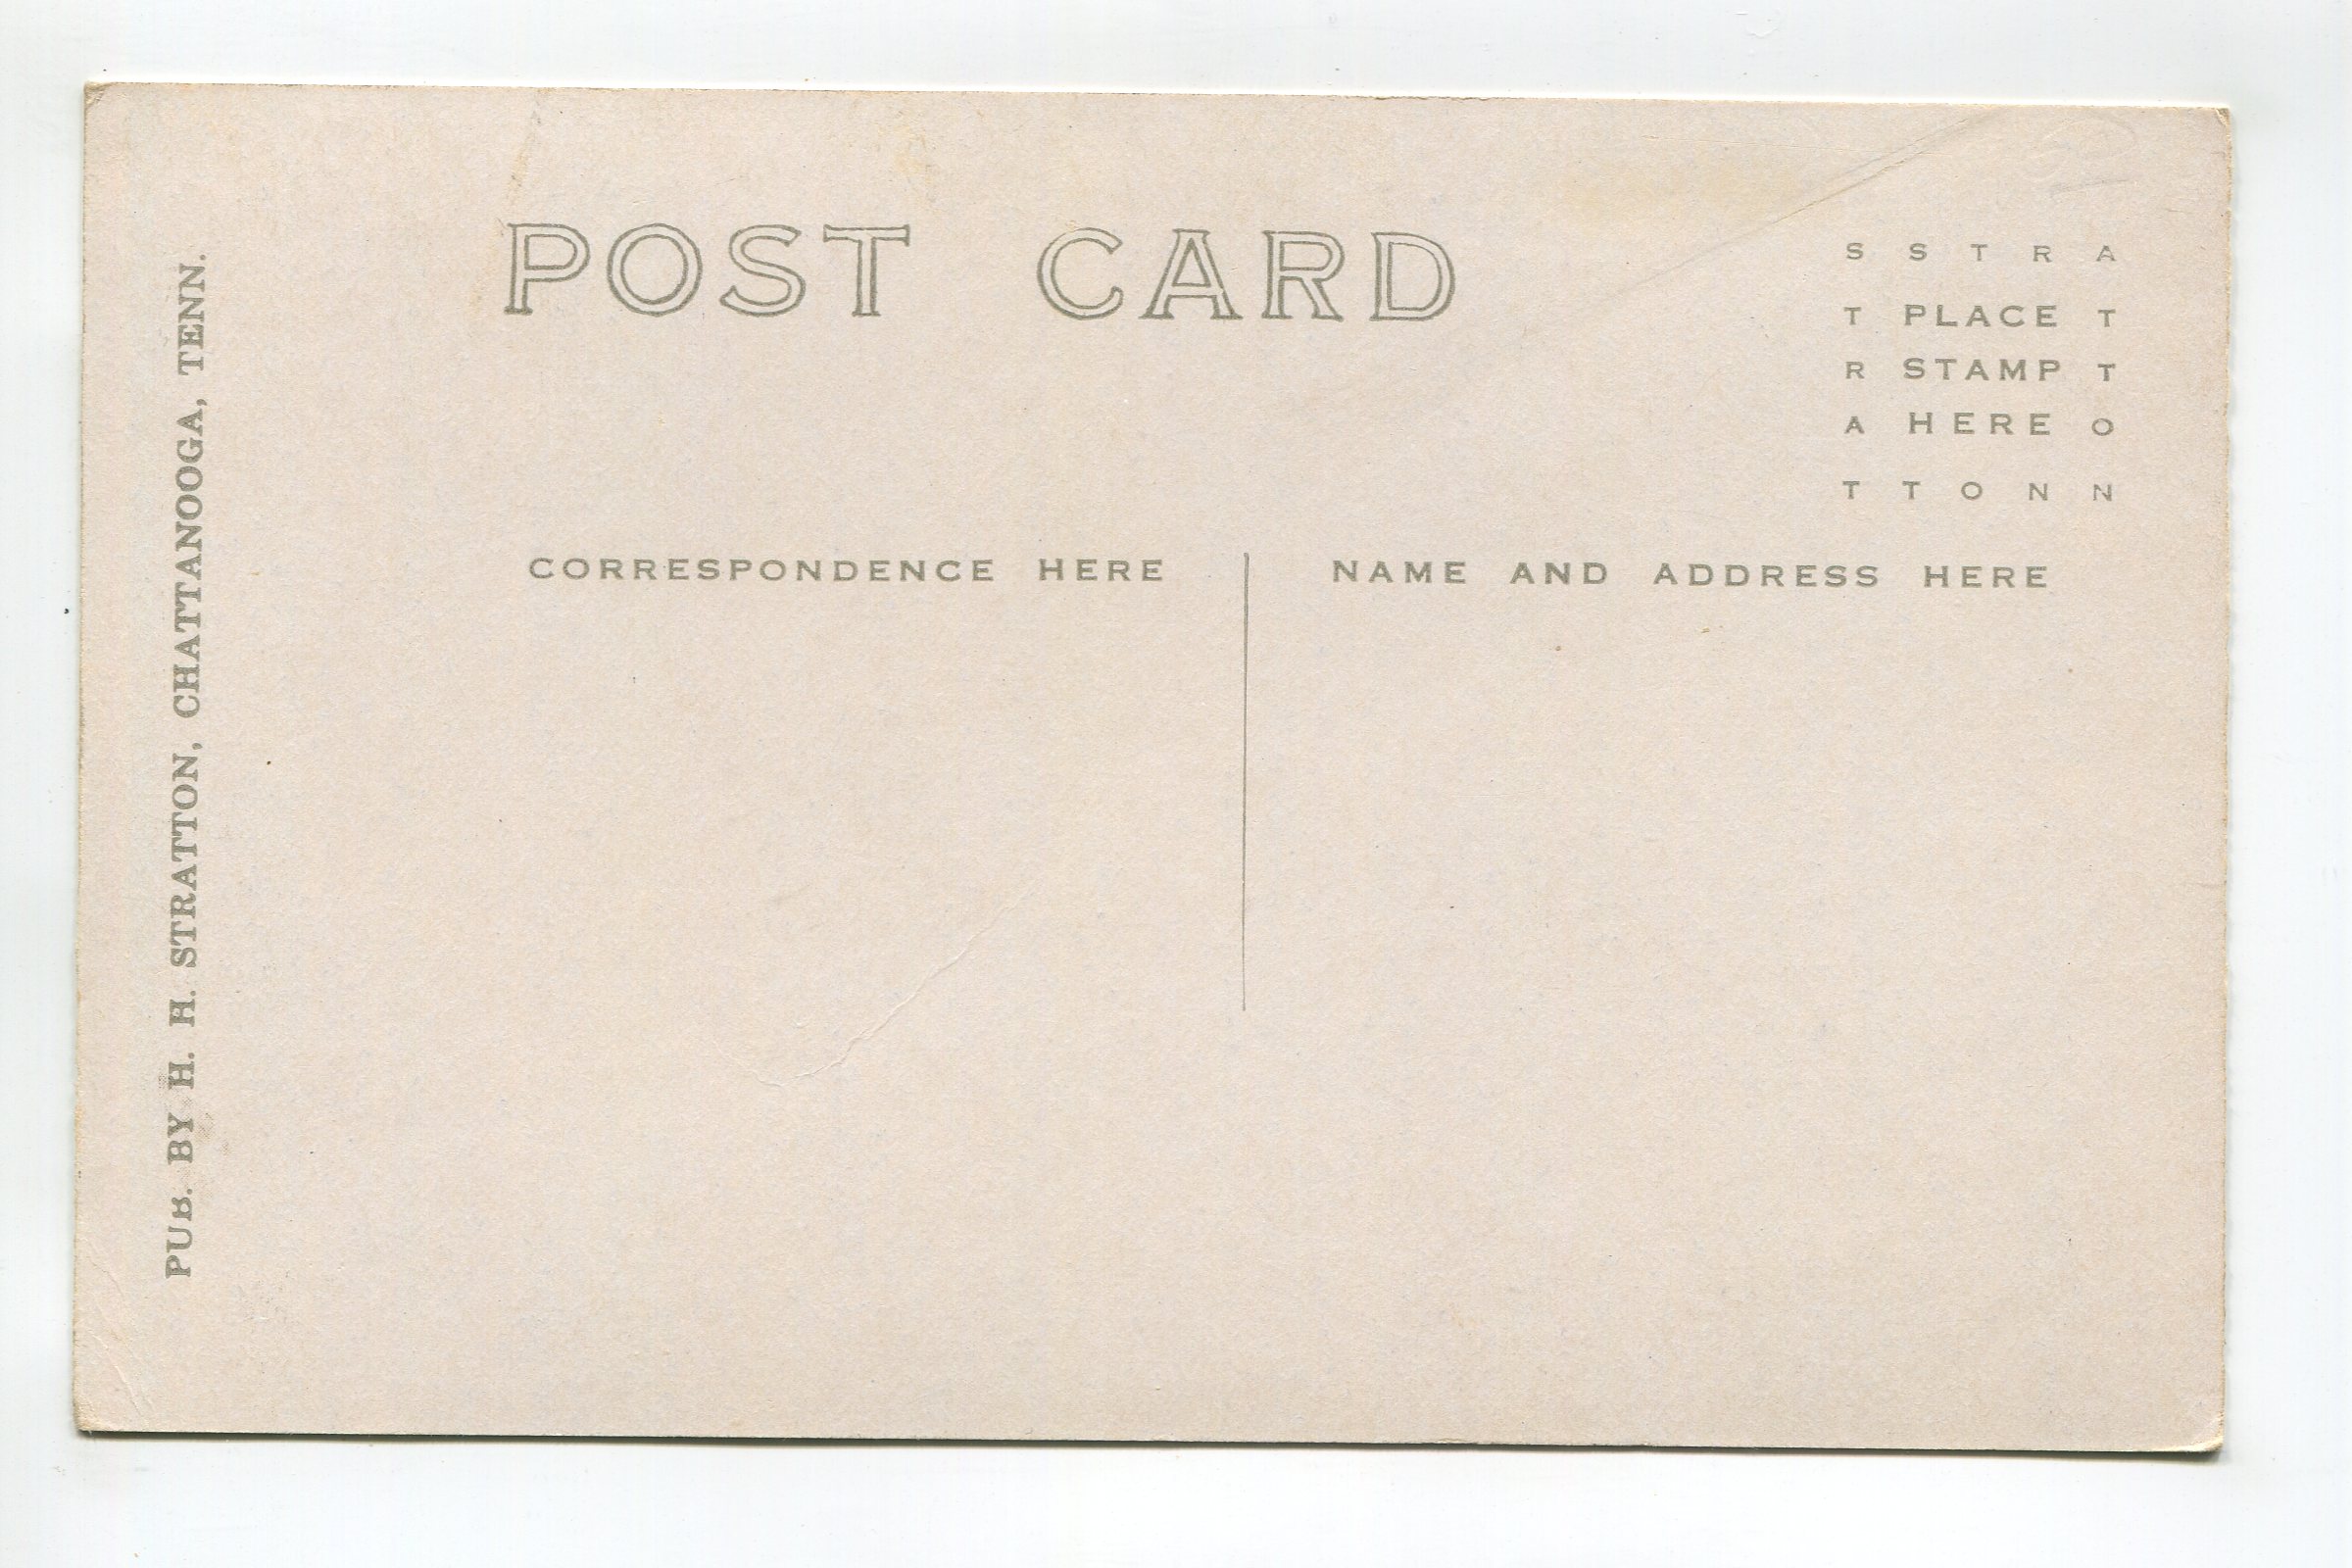 POST CARD
S S T R A
T PLACE T
R STAMP T
A HERE O
T T O N N
CORRESPONDENCE HERE
NAME AND ADDRESS HERE
PUB. BY H. H. STRATTON, CHATTANOOGA, TENN.